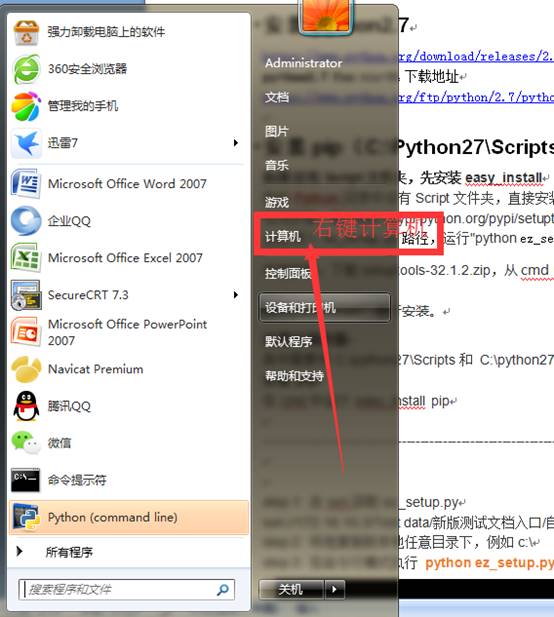 强力卸载电脑上的软件
360安全浏览器
管理我的手机
迅雷7
Microsoft Office Word 2007
企业QQ
Microsoft Office Excel 2007
SecureCRT 7.3
Microsoft Office PowerPoint
2007
Navicat Premium
腾讯QQ
微信
命令提示符
Python (command line)
所有程序
搜索程序和文件
Administrator
文档
图片
音乐
游戏
计算机
右键计算机
控制面板
设备和打印机
默认程序
帮助和支持
关机
.org/download/releases/2.
下载地址
.org/ftp/python/2.7/pytho
安装 pip（C:\Python27\Scripts
夹，先安装 easy_install
有 Script 文件夹，直接安装
python.org/pypi/setupt
路径，运行"python ez_se
tools-32.1.2.zip，从 cmd
安装。
27\Scripts 和 C:\python27
install pip
ez_setup.py
data/新版测试文档入口/自
任意目录下，例如 c:\
执行 python ez_setup.py